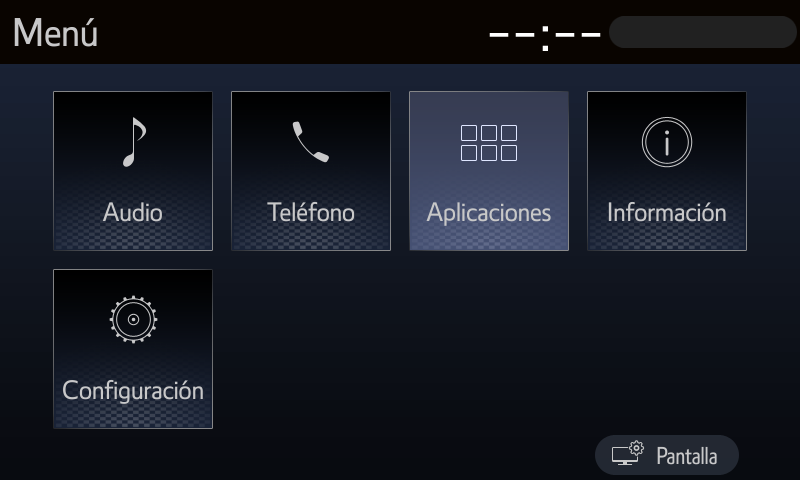 Menú
--:--
Audio
Teléfono
Aplicaciones
Información
Configuración
Pantalla